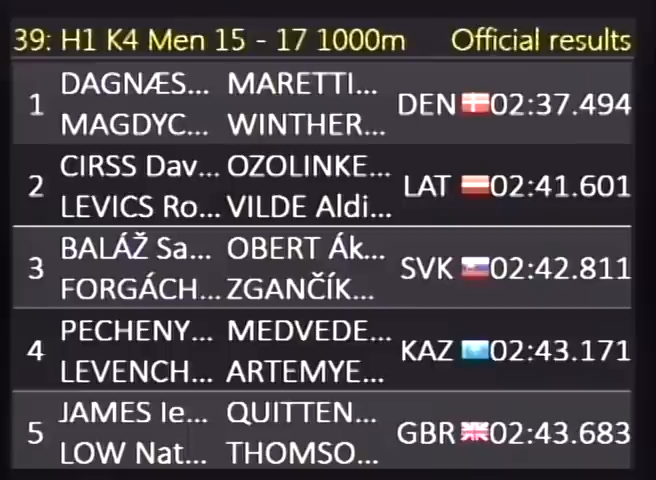 39: H1 K4 Men 15 - 17 1000m Official results
1 DAGNÆS... MARETTI... DEN 02:37.494
MAGDYC... WINTHER...
2 CIRSS Dav... OZOLINKE... LAT 02:41.601
LEVICS Ro... VILDE Aldi...
3 BALÁŽ Sa... OBERT Ák... SVK 02:42.811
FORGÁCH... ZGANČÍK...
4 PECHENY... MEDVEDE... KAZ 02:43.171
LEVENCH... ARTEMYE...
5 JAMES Ie... QUITTEN... GBR 02:43.683
LOW Nat... THOMSO...